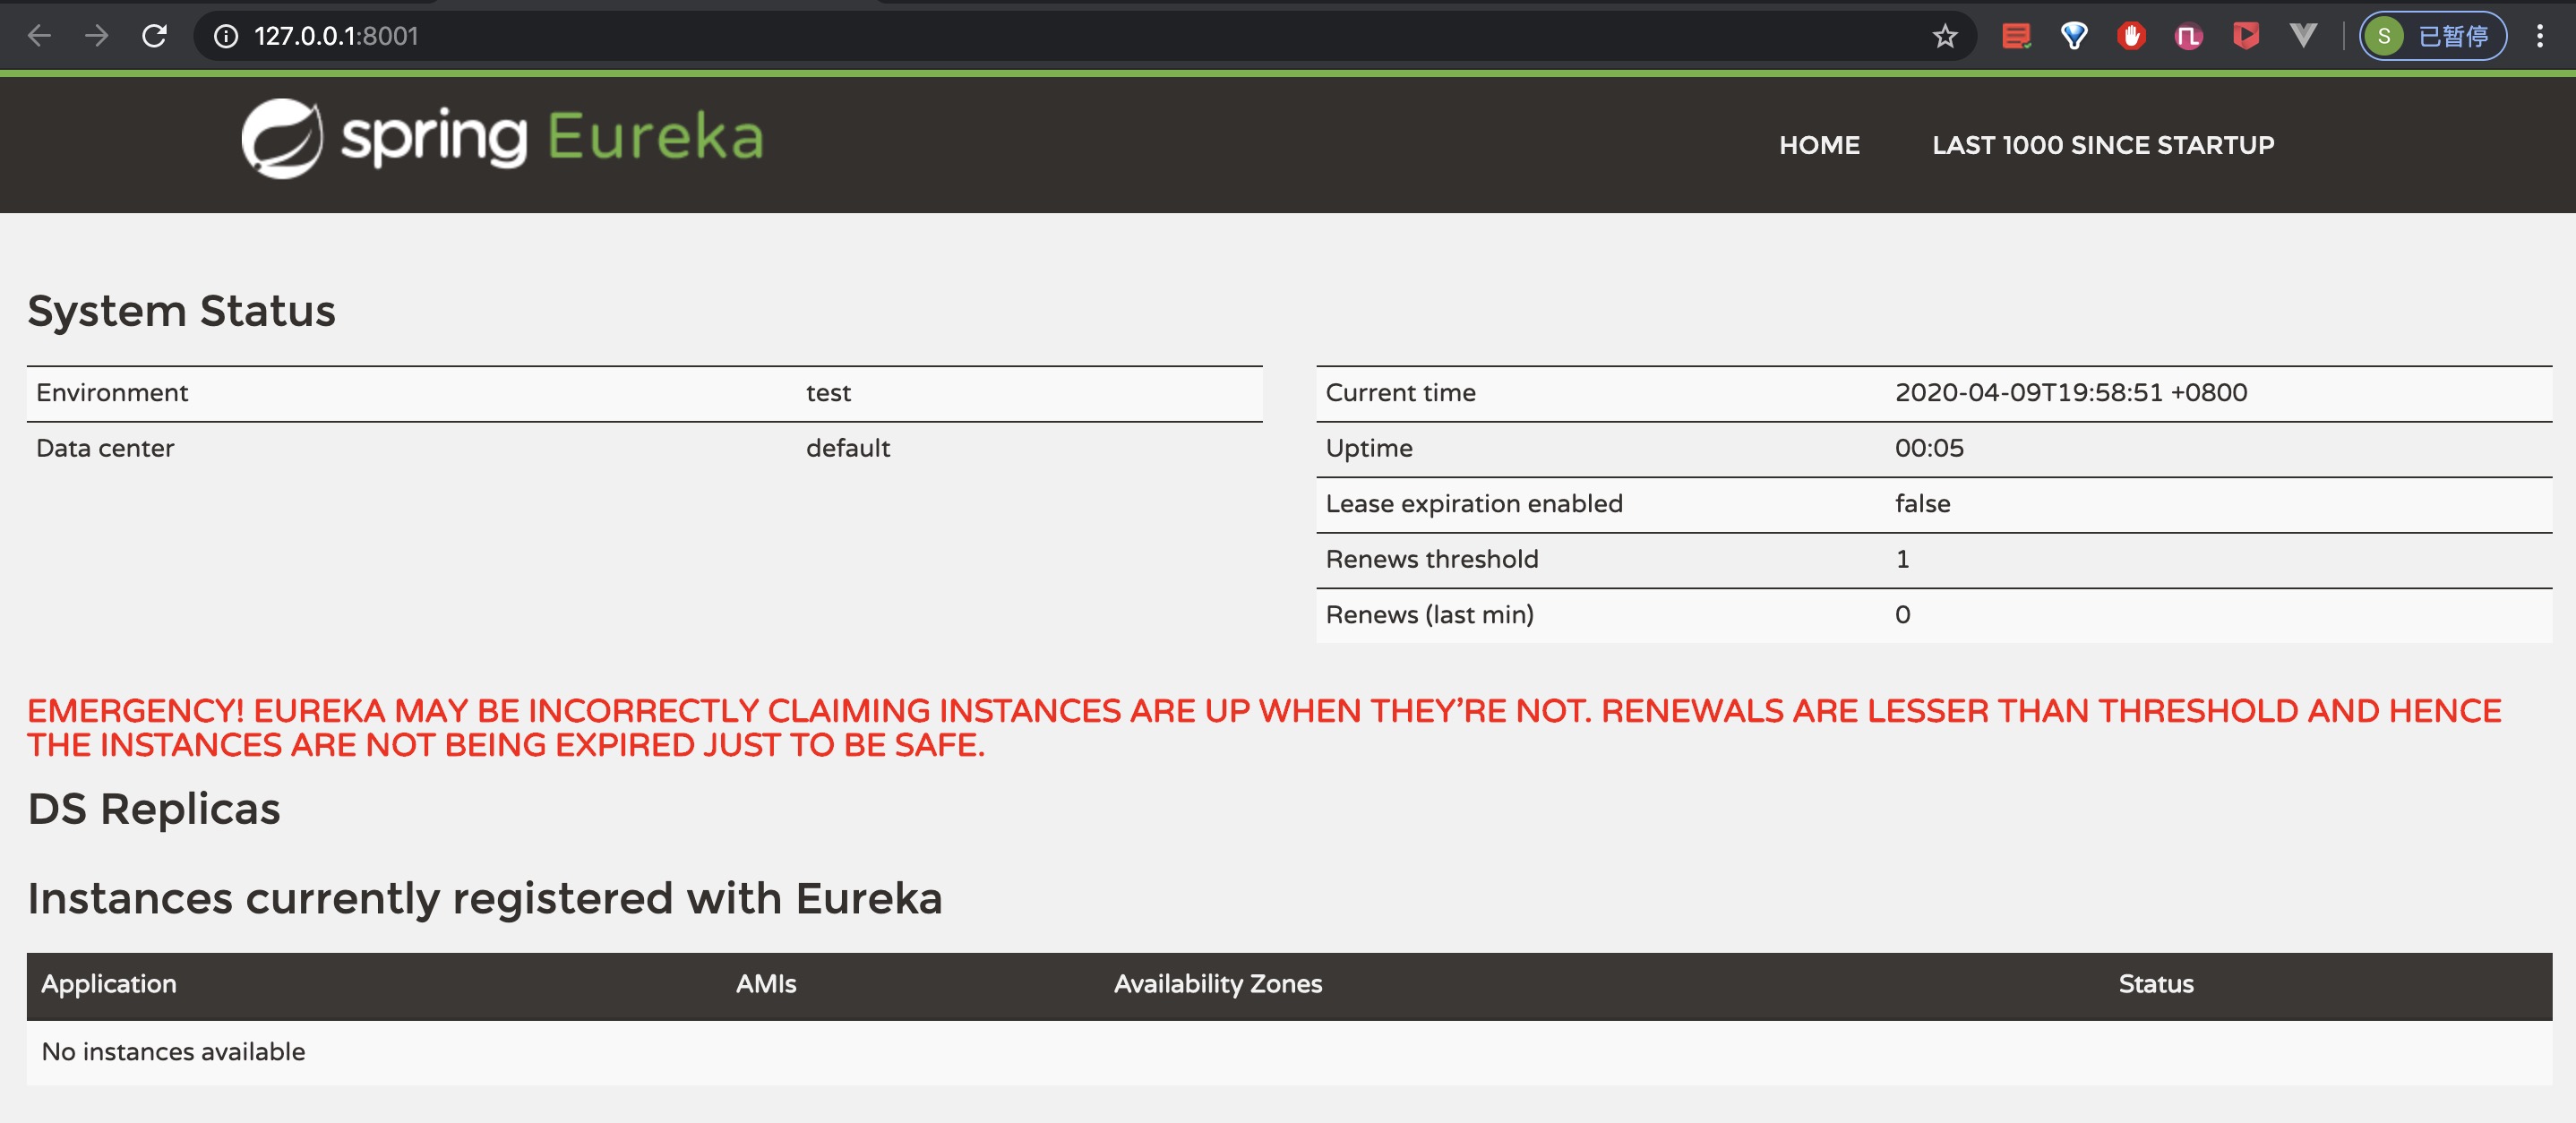 127.0.0.1:8001
S 已暂停
spring Eureka
HOME LAST 1000 SINCE STARTUP
System Status
Environment test
Data center default
Current time 2020-04-09T19:58:51 +0800
Uptime 00:05
Lease expiration enabled false
Renews threshold 1
Renews (last min) 0
EMERGENCY! EUREKA MAY BE INCORRECTLY CLAIMING INSTANCES ARE UP WHEN THEY'RE NOT. RENEWALS ARE LESSER THAN THRESHOLD AND HENCE
THE INSTANCES ARE NOT BEING EXPIRED JUST TO BE SAFE.
DS Replicas
Instances currently registered with Eureka
Application AMIs Availability Zones Status
No instances available